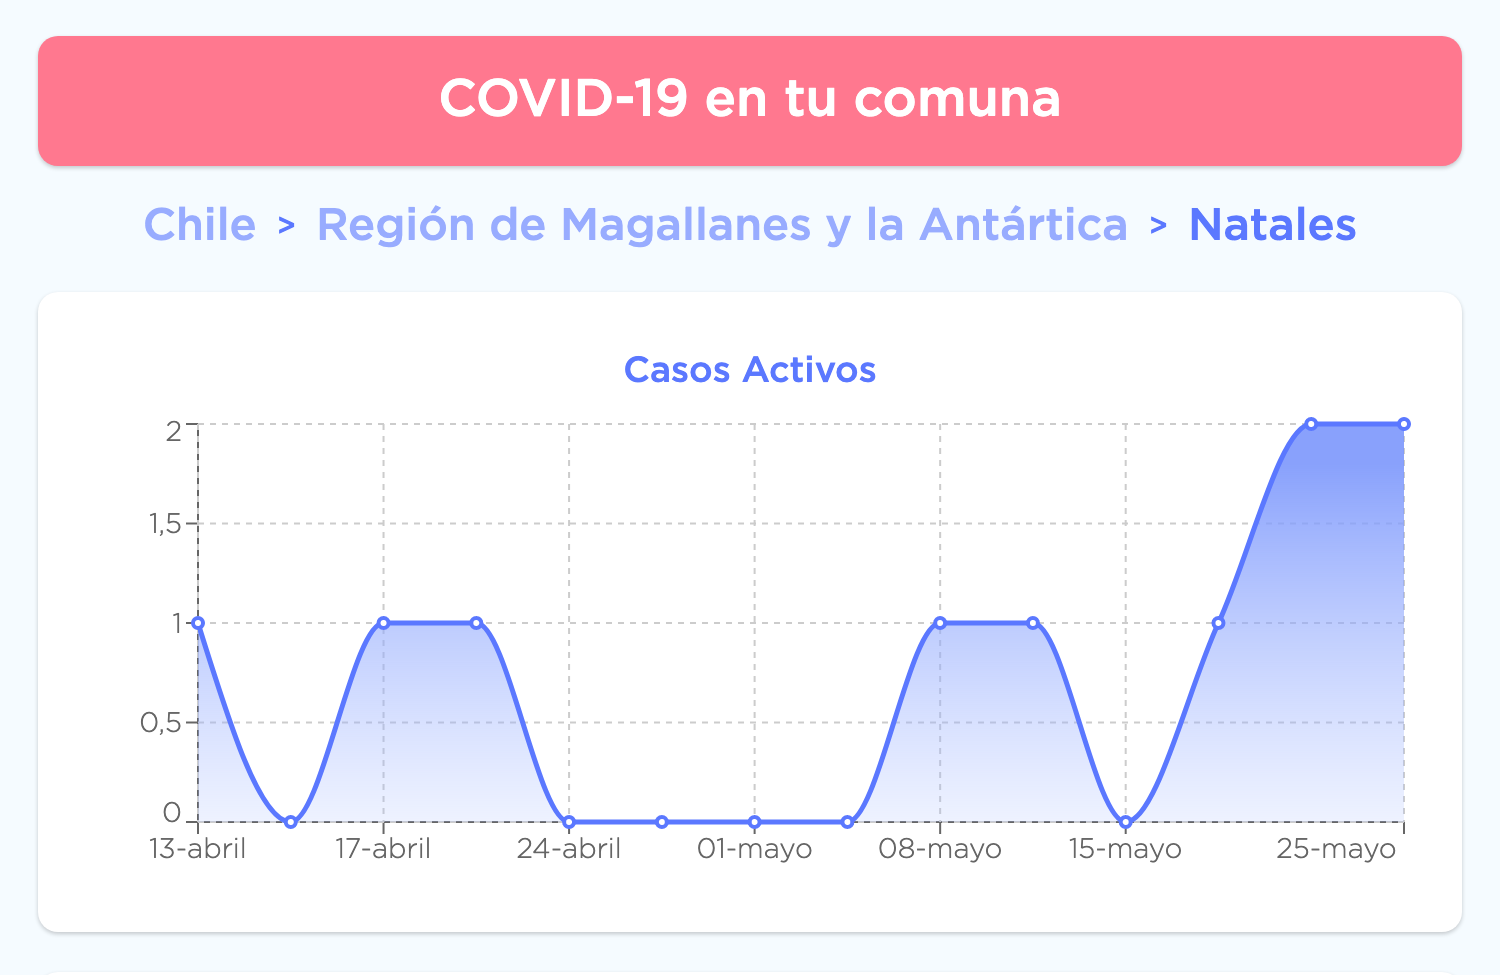 COVID-19 en tu comuna
Chile > Región de Magallanes y la Antártica > Natales
Casos Activos
2
1,5
1
0,5
0
13-abril 17-abril 24-abril 01-mayo 08-mayo 15-mayo 25-mayo